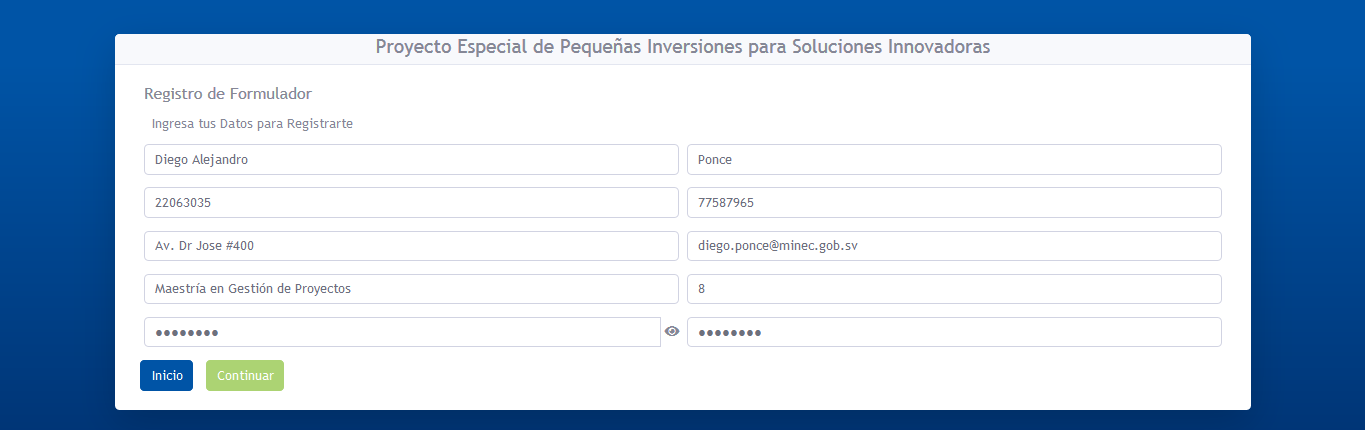 Proyecto Especial de Pequeñas Inversiones para Soluciones Innovadoras
Registro de Formulador
Ingresa tus Datos para Registrarte
Diego Alejandro Ponce
22063035 77587965
Av. Dr Jose #400 diego.ponce@minec.gob.sv
Maestría en Gestión de Proyectos 8
●●●●●●●● ●●●●●●●●
Inicio Continuar